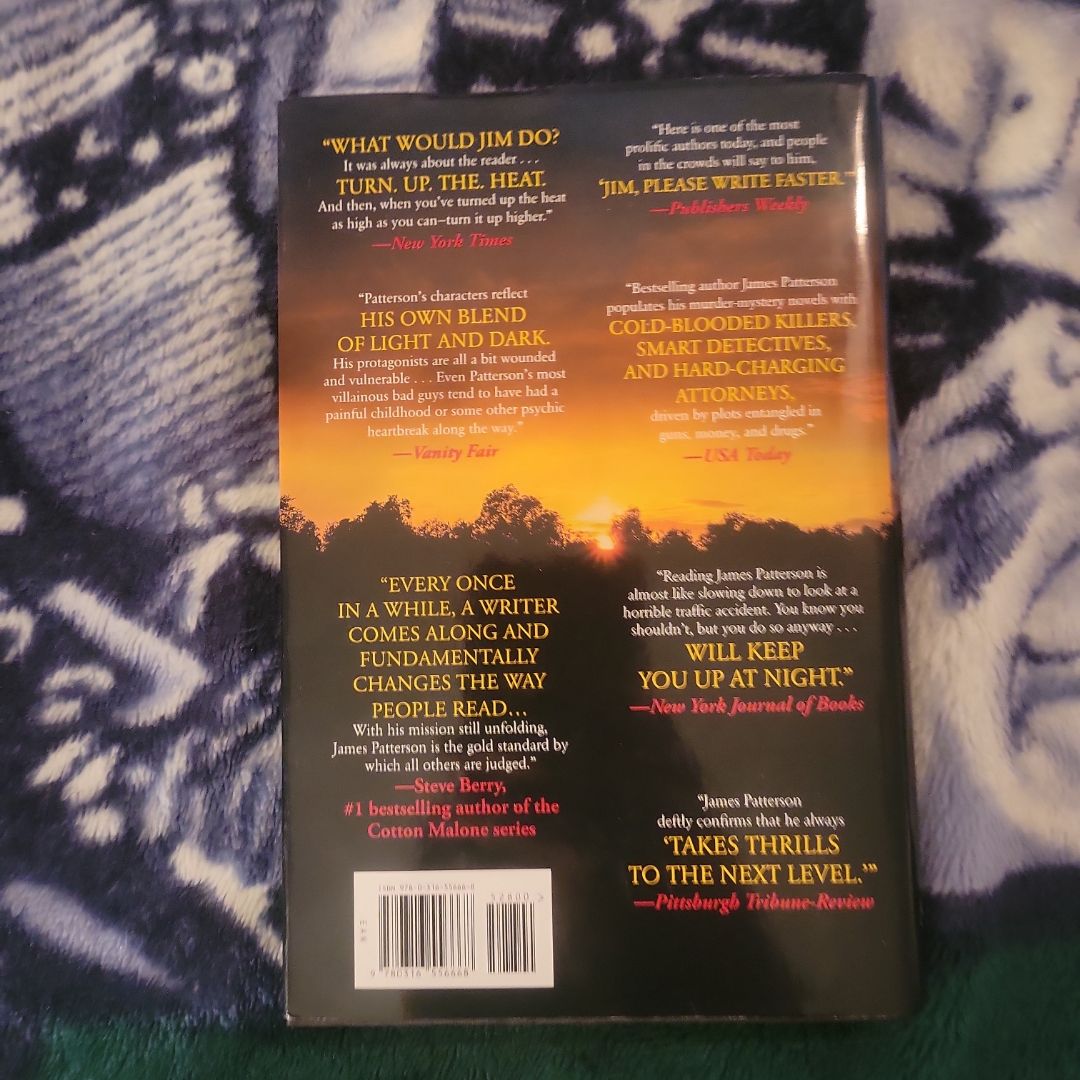 “WHAT WOULD JIM DO?
It was always about the reader . . .
TURN. UP. THE. HEAT.
And then, when you’ve turned up the heat
as high as you can—turn it up higher.”
—New York Times
“Here is one of the most
prolific authors today, and people
in the crowds will say to him,
‘JIM, PLEASE WRITE FASTER.’”
—Publishers Weekly
“Patterson’s characters reflect
HIS OWN BLEND
OF LIGHT AND DARK.
His protagonists are all a bit wounded
and vulnerable . . . Even Patterson’s most
villainous bad guys tend to have had a
painful childhood or some other psychic
heartbreak along the way.”
—Vanity Fair
“Bestselling author James Patterson
populates his murder-mystery novels with
COLD-BLOODED KILLERS,
SMART DETECTIVES,
AND HARD-CHARGING
ATTORNEYS,
driven by plots entangled in
guns, money, and drugs.”
—USA Today
“EVERY ONCE
IN A WHILE, A WRITER
COMES ALONG AND
FUNDAMENTALLY
CHANGES THE WAY
PEOPLE READ…
With his mission still unfolding,
James Patterson is the gold standard by
which all others are judged.”
—Steve Berry,
#1 bestselling author of the
Cotton Malone series
“Reading James Patterson is
almost like slowing down to look at a
horrible traffic accident. You know you
shouldn’t, but you do so anyway . . .
WILL KEEP
YOU UP AT NIGHT.”
—New York Journal of Books
“James Patterson
deftly confirms that he always
‘TAKES THRILLS
TO THE NEXT LEVEL.’”
—Pittsburgh Tribune-Review
ISBN 978-0-316-55666-8
52800
EAN
9 780316 556668